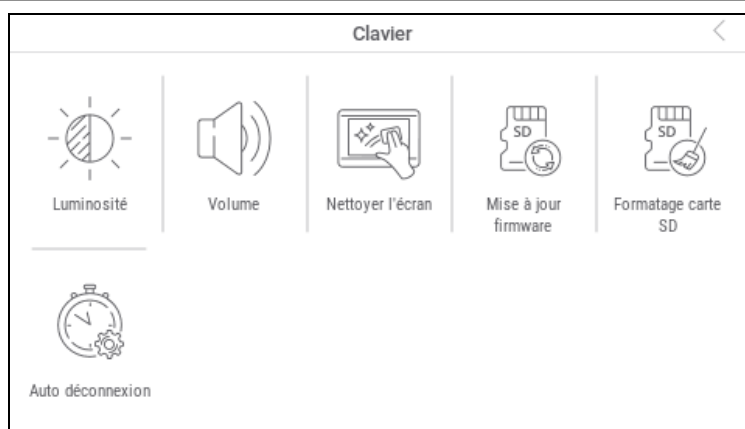 Clavier
Luminosité
Volume
Nettoyer l'écran
SD
Mise à jour
firmware
SD
Formatage carte
SD
Auto déconnexion